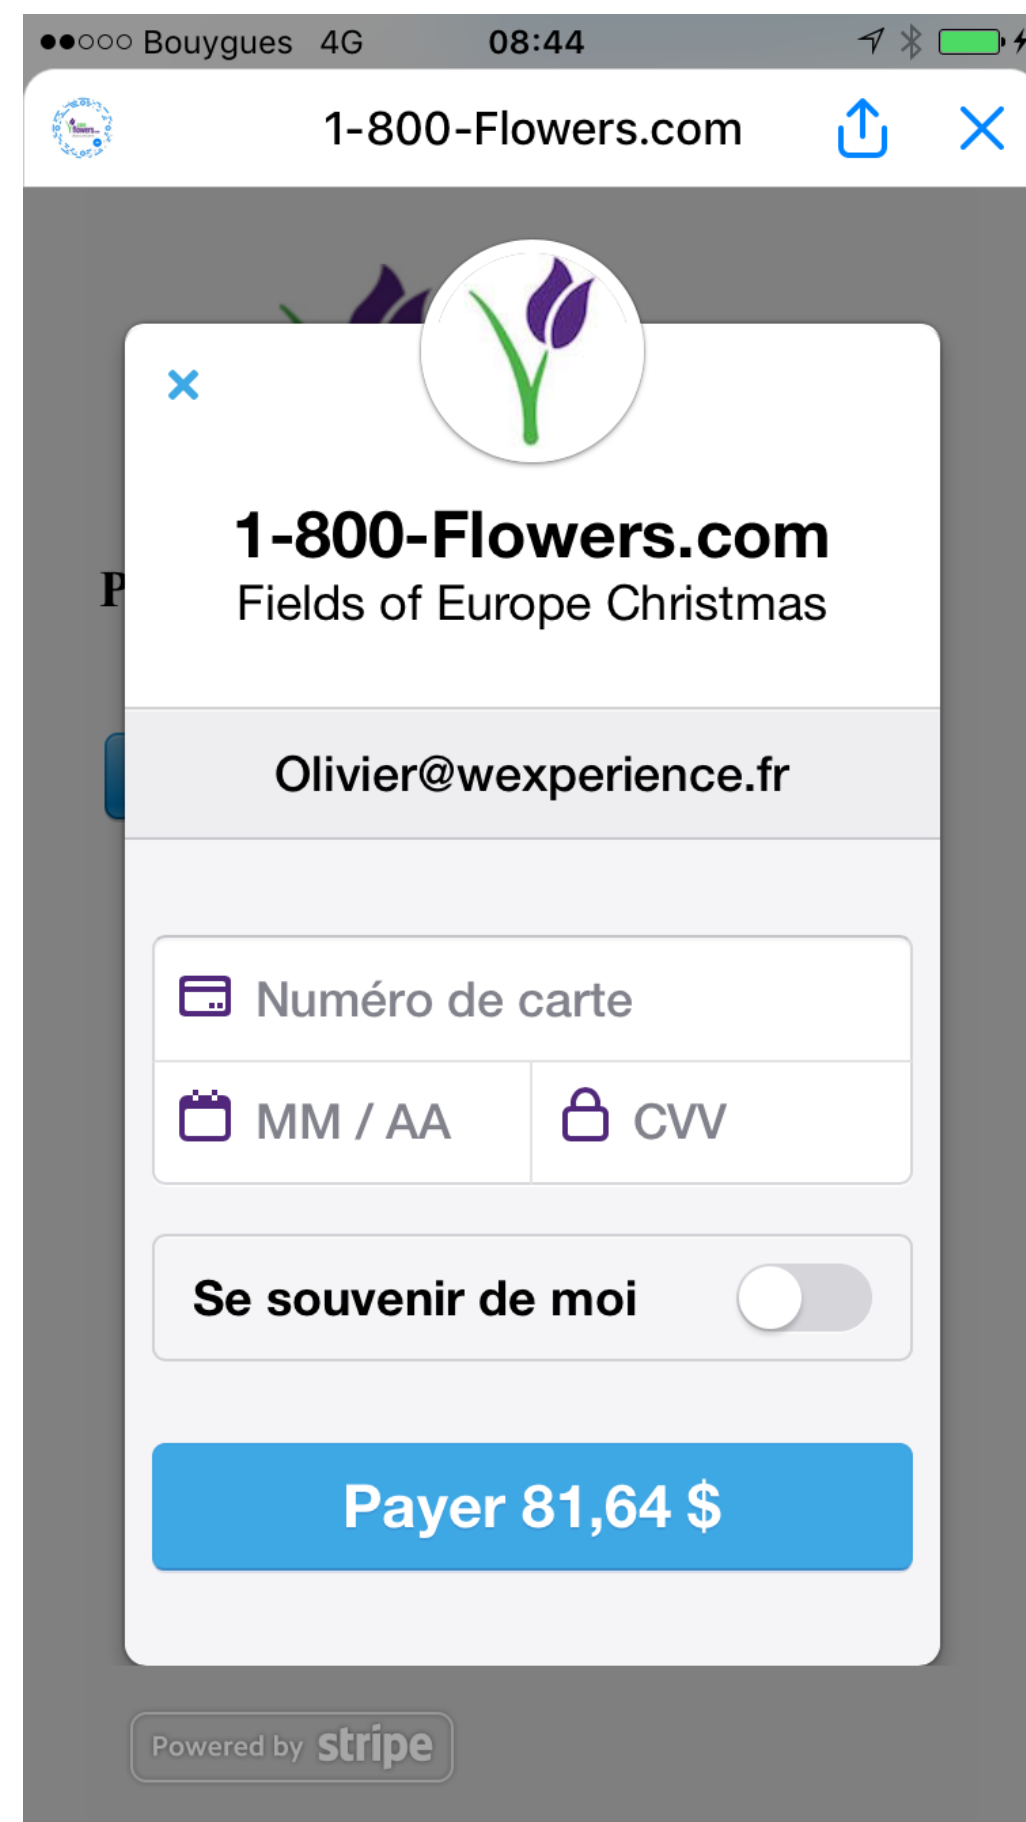 Bouygues 4G 08:44
1-800-Flowers.com
1-800-Flowers.com
Fields of Europe Christmas
P
Olivier@wexperience.fr
Numéro de carte
MM / AA CVV
Se souvenir de moi
Payer 81,64 $
Powered by stripe